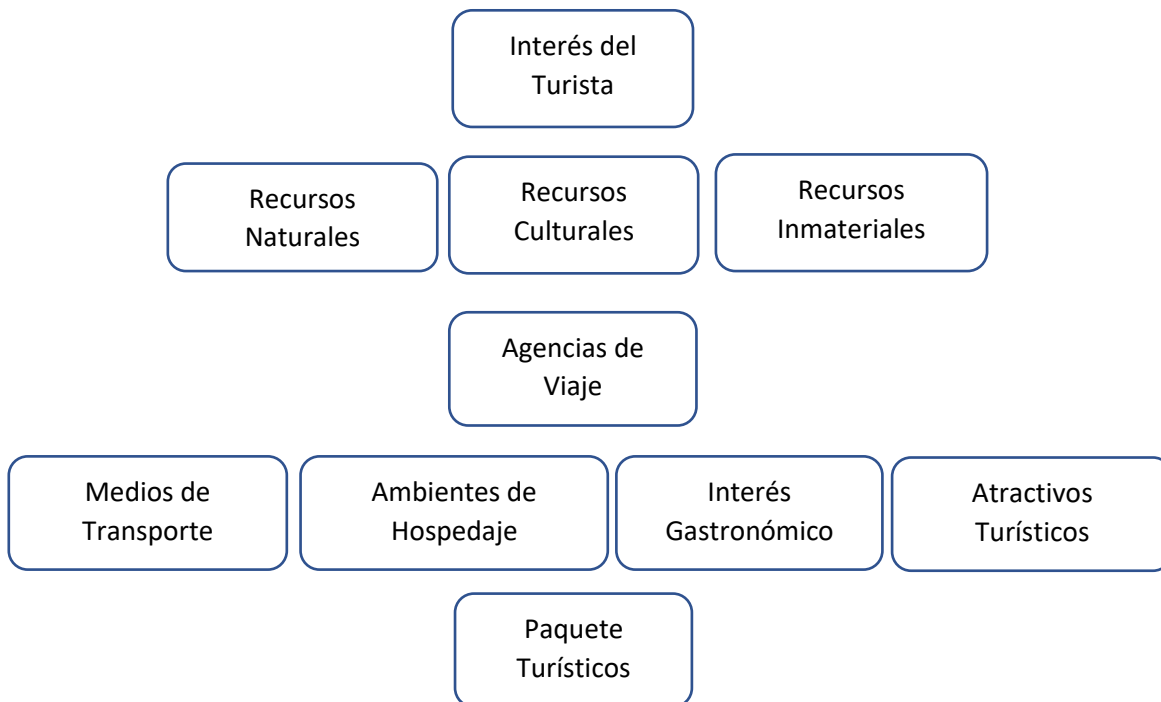 Interés del
Turista
Recursos
Naturales
Recursos
Culturales
Recursos
Inmateriales
Agencias de
Viaje
Medios de
Transporte
Ambientes de
Hospedaje
Interés
Gastronómico
Atractivos
Turísticos
Paquete
Turísticos